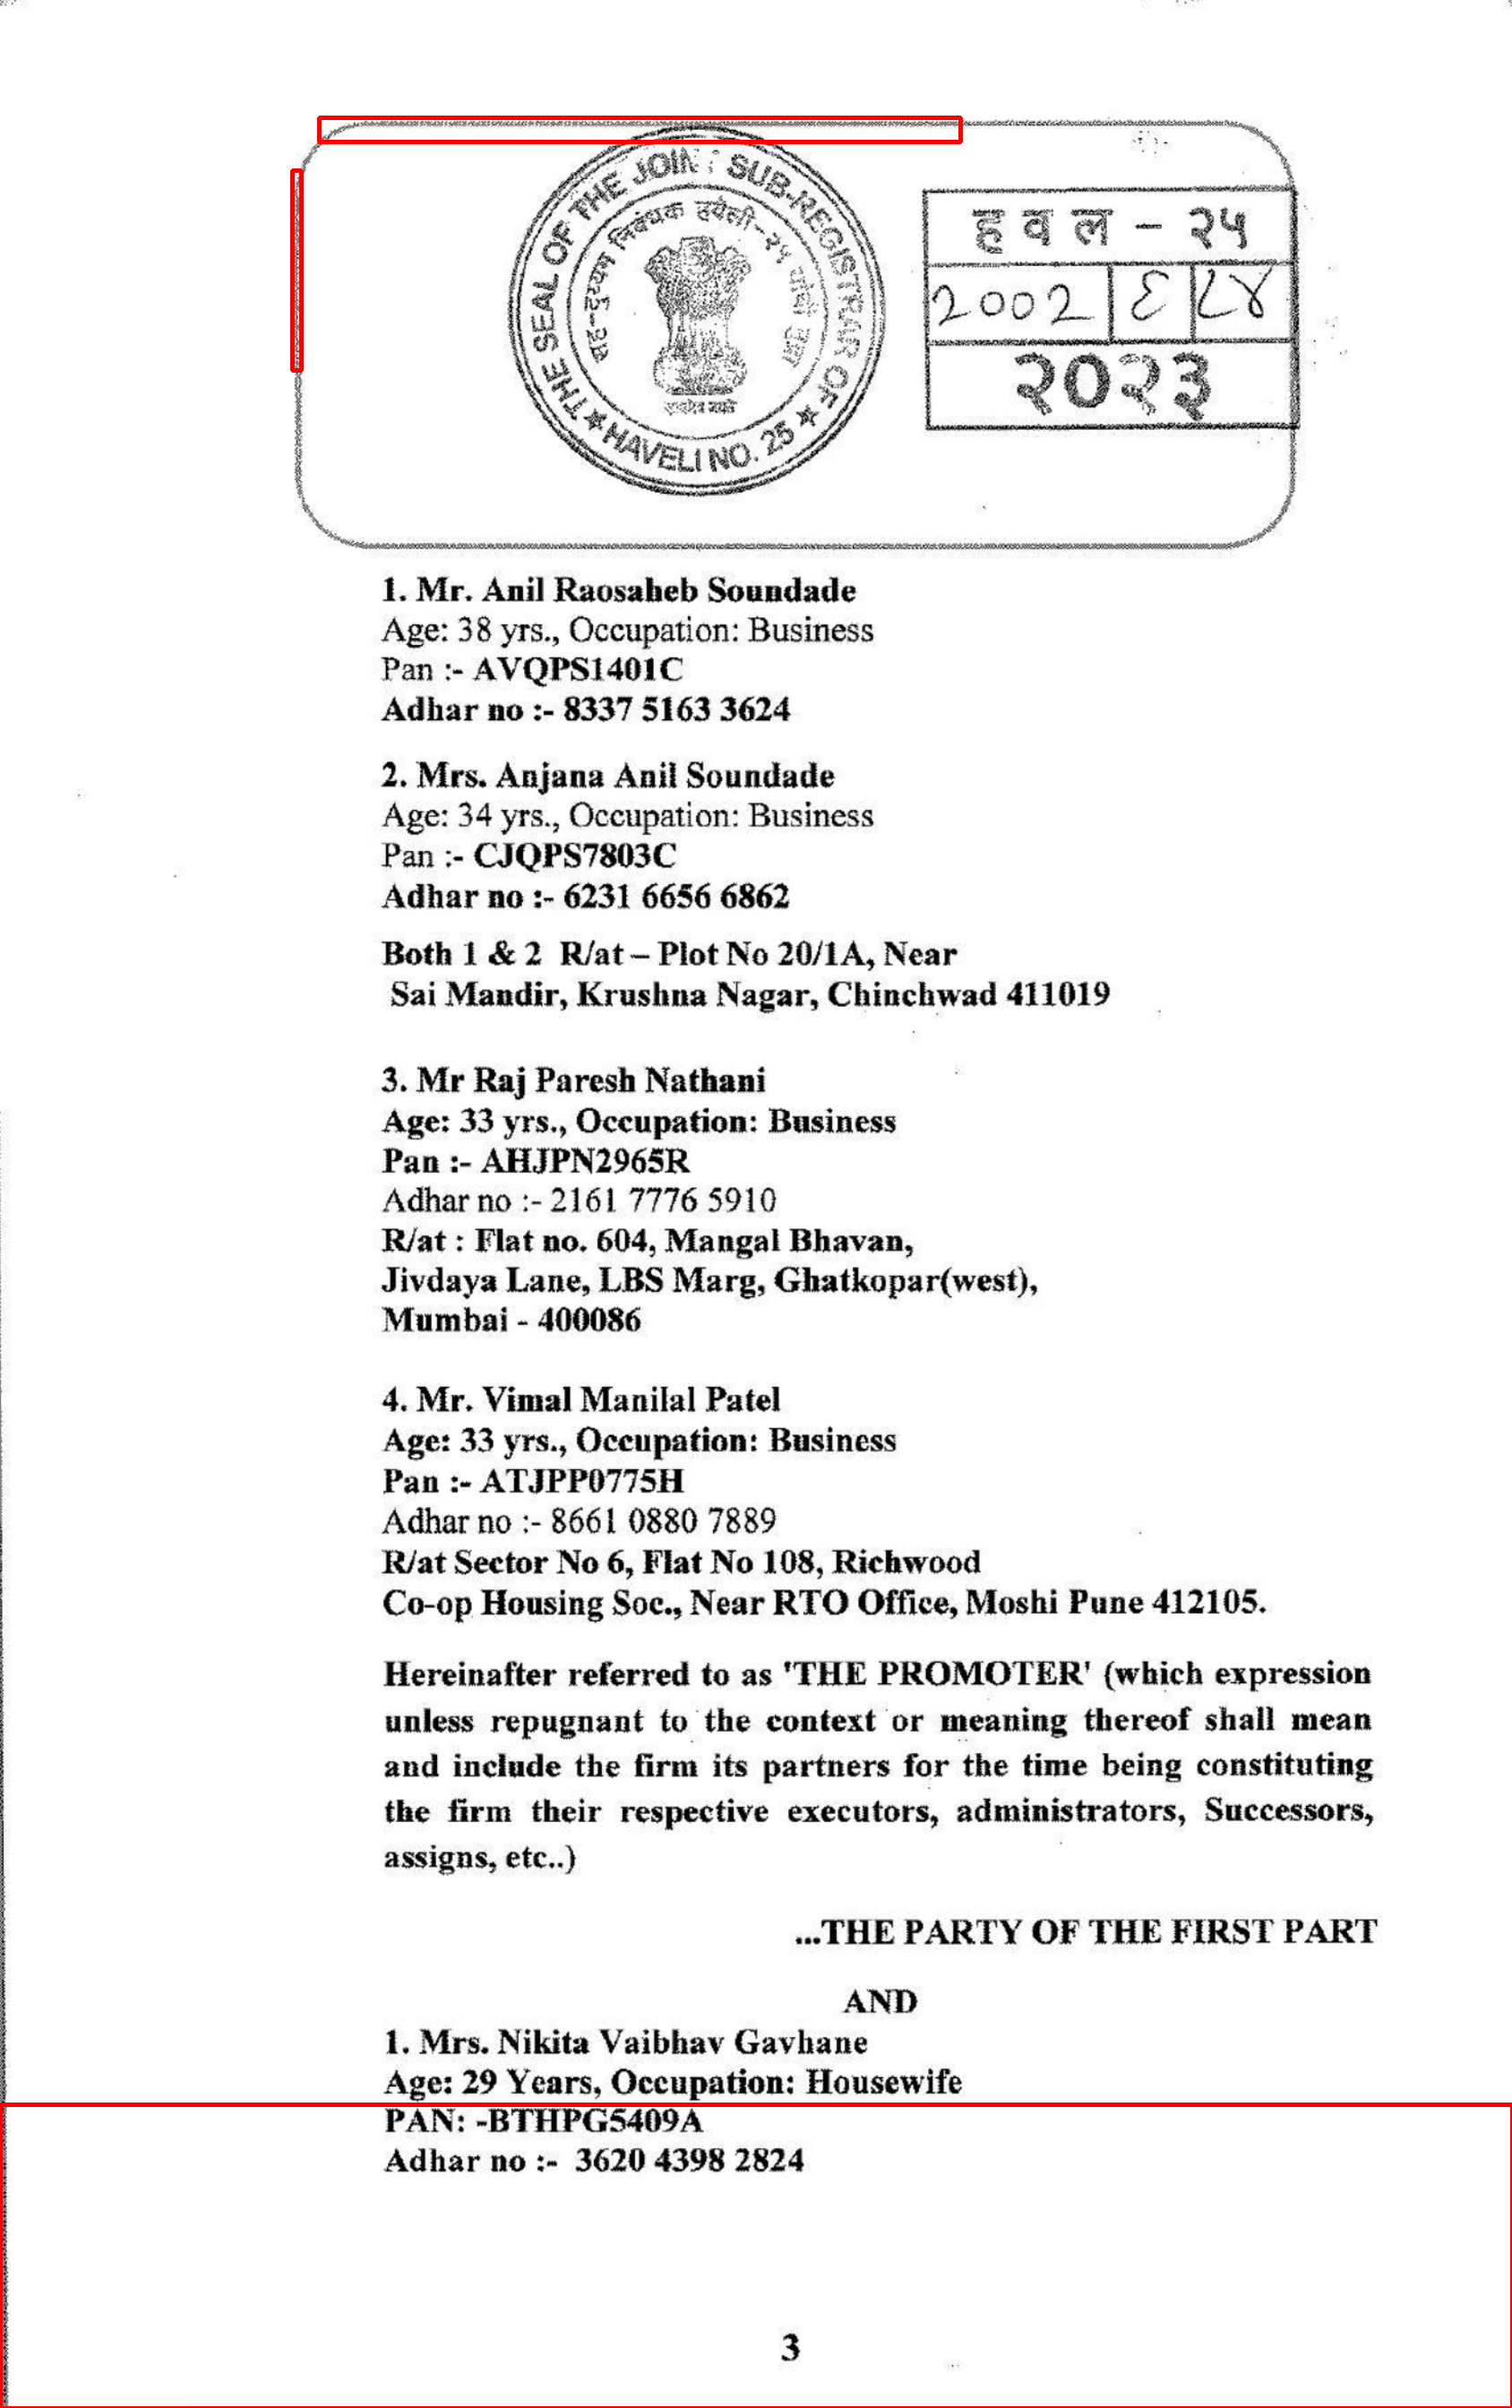 THE SEAL OF THE JOINT SUB-REGISTRAR OF
सह-दुय्यम निबंधक हवेली-२५ यांची मुद्रा
सत्यमेव जयते
★ HAVELI NO. 25 ★
हवल - २५
2002 ६ ८४
२०२३
1. Mr. Anil Raosaheb Soundade
Age: 38 yrs., Occupation: Business
Pan :- AVQPS1401C
Adhar no :- 8337 5163 3624
2. Mrs. Anjana Anil Soundade
Age: 34 yrs., Occupation: Business
Pan :- CJQPS7803C
Adhar no :- 6231 6656 6862
Both 1 & 2 R/at – Plot No 20/1A, Near
Sai Mandir, Krushna Nagar, Chinchwad 411019
3. Mr Raj Paresh Nathani
Age: 33 yrs., Occupation: Business
Pan :- AHJPN2965R
Adhar no :- 2161 7776 5910
R/at : Flat no. 604, Mangal Bhavan,
Jivdaya Lane, LBS Marg, Ghatkopar(west),
Mumbai - 400086
4. Mr. Vimal Manilal Patel
Age: 33 yrs., Occupation: Business
Pan :- ATJPP0775H
Adhar no :- 8661 0880 7889
R/at Sector No 6, Flat No 108, Richwood
Co-op Housing Soc., Near RTO Office, Moshi Pune 412105.
Hereinafter referred to as 'THE PROMOTER' (which expression
unless repugnant to the context or meaning thereof shall mean
and include the firm its partners for the time being constituting
the firm their respective executors, administrators, Successors,
assigns, etc..)
...THE PARTY OF THE FIRST PART
AND
1. Mrs. Nikita Vaibhav Gavhane
Age: 29 Years, Occupation: Housewife
PAN: -BTHPG5409A
Adhar no :- 3620 4398 2824
3